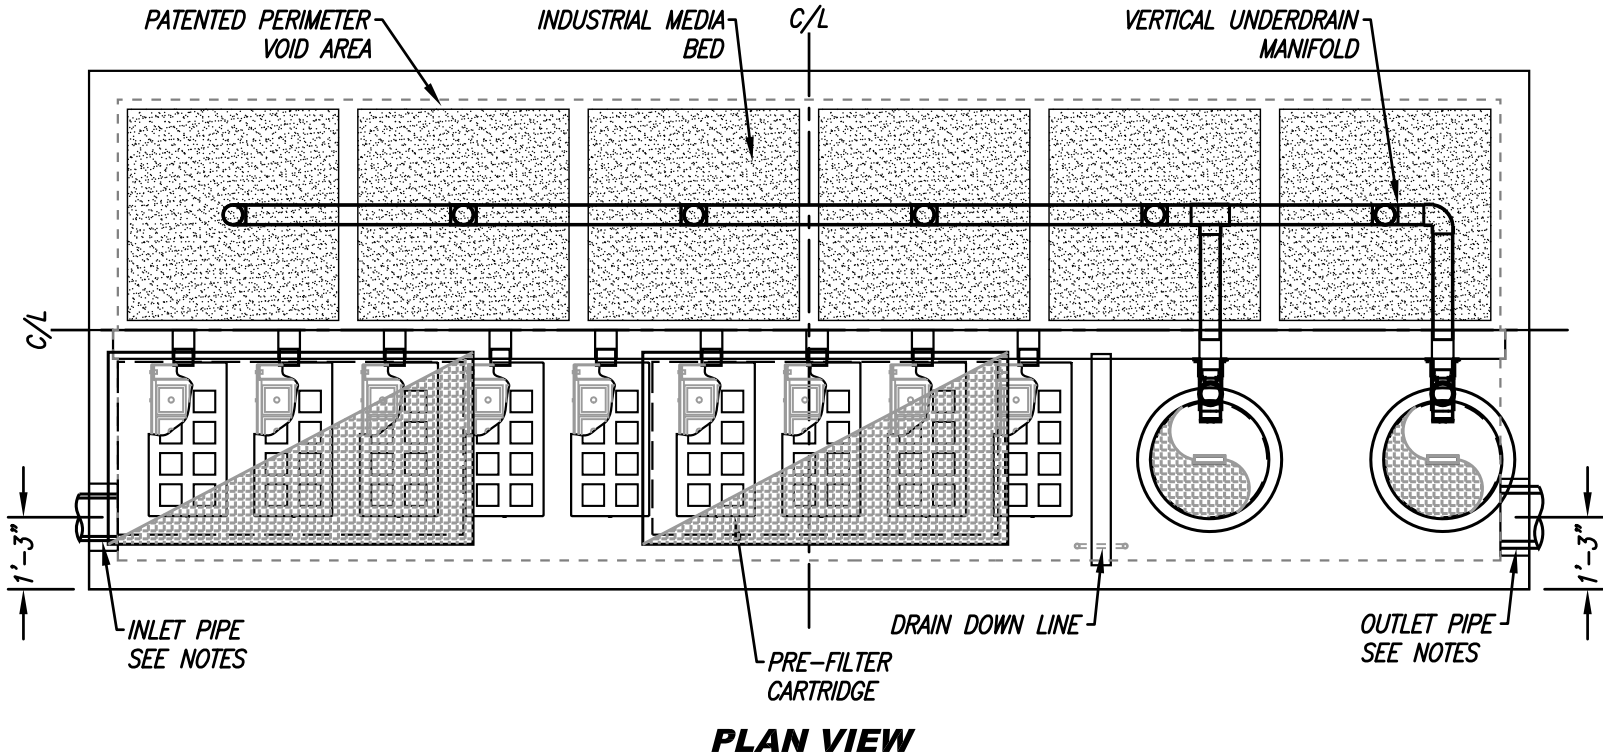 PATENTED PERIMETER
VOID AREA
INDUSTRIAL MEDIA
BED
C/L
VERTICAL UNDERDRAIN
MANIFOLD
C/L
1'-3"
1'-3"
INLET PIPE
SEE NOTES
DRAIN DOWN LINE
OUTLET PIPE
SEE NOTES
PRE-FILTER
CARTRIDGE
PLAN VIEW